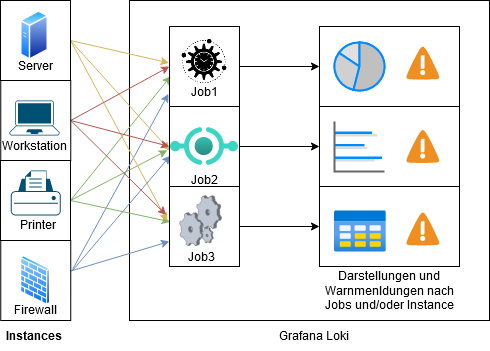 Server
Workstation
Printer
Firewall
Instances
Job1
Job2
Job3
Darstellungen und
Warnmenldungen nach
Jobs und/oder Instance
Grafana Loki